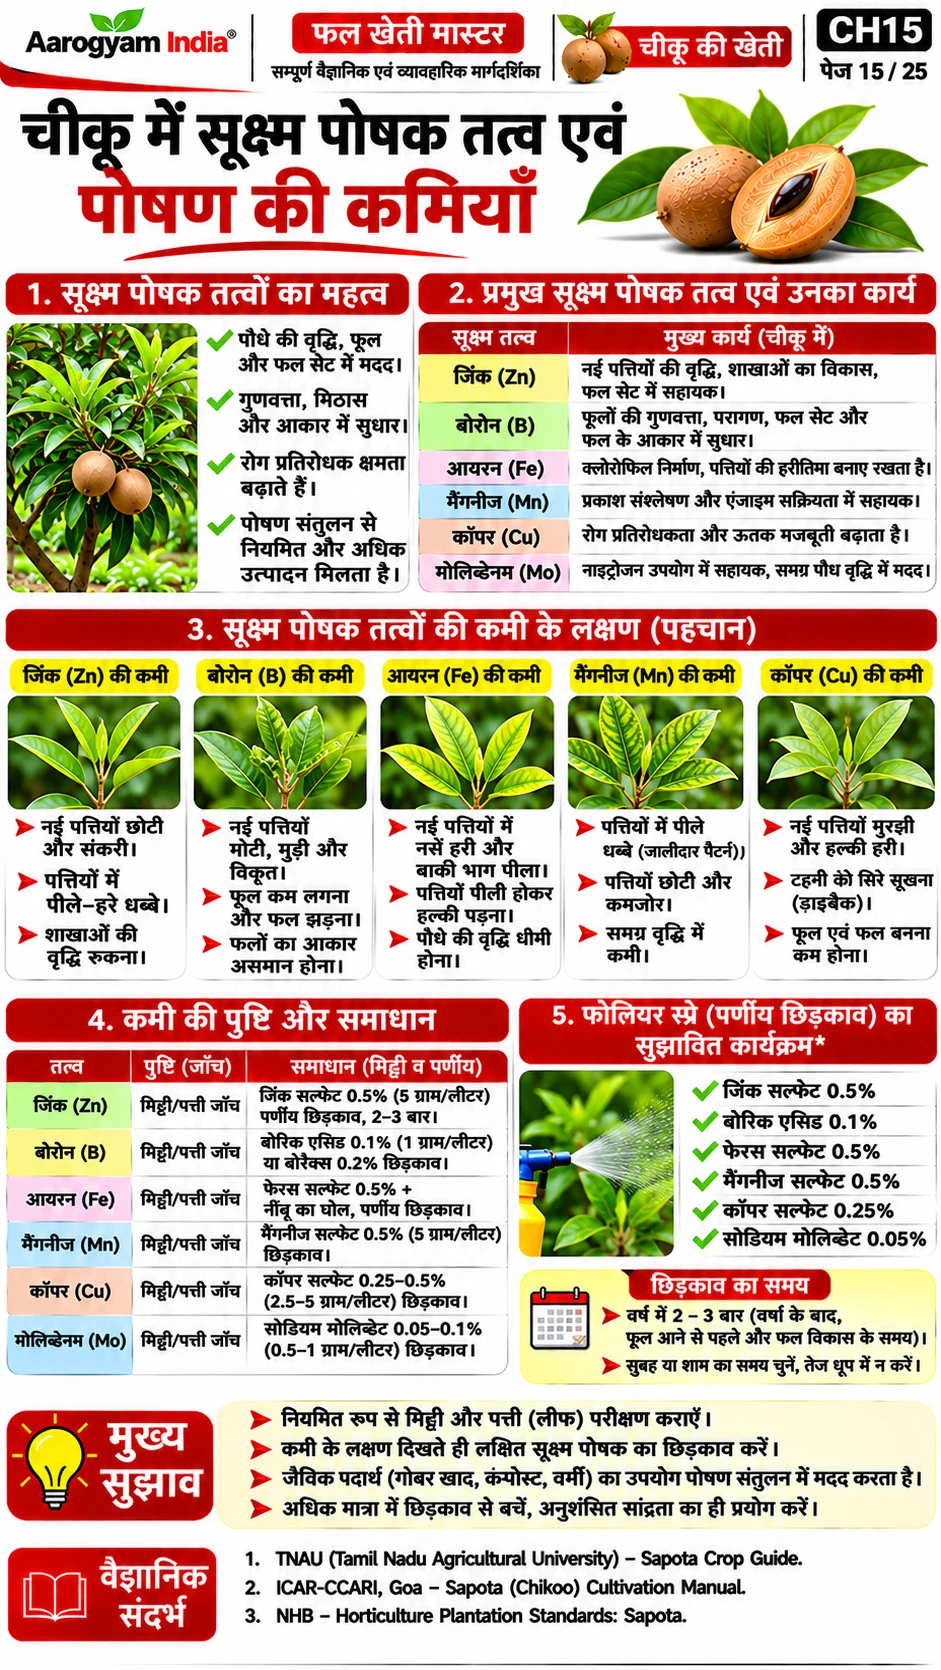 Aarogyam India®
फल खेती मास्टर
सम्पूर्ण वैज्ञानिक एवं व्यावहारिक मार्गदर्शिका
चीकू की खेती
CH15
पेज 15 / 25
चीकू में सूक्ष्म पोषक तत्व एवं
पोषण की कमियाँ
1. सूक्ष्म पोषक तत्वों का महत्व
पौधे की वृद्धि, फूल
और फल सेट में मदद।
गुणवत्ता, मिठास
और आकार में सुधार।
रोग प्रतिरोधक क्षमता
बढ़ाते हैं।
पोषण संतुलन से
नियमित और अधिक
उत्पादन मिलता है।
2. प्रमुख सूक्ष्म पोषक तत्व एवं उनका कार्य
सूक्ष्म तत्व मुख्य कार्य (चीकू में)
जिंक (Zn) नई पत्तियों की वृद्धि, शाखाओं का विकास,
फल सेट में सहायक।
बोरोन (B) फूलों की गुणवत्ता, परागण, फल सेट और
फल के आकार में सुधार।
आयरन (Fe) क्लोरोफिल निर्माण, पत्तियों की हरीतिमा बनाए रखता है।
मैंगनीज (Mn) प्रकाश संश्लेषण और एंजाइम सक्रियता में सहायक।
कॉपर (Cu) रोग प्रतिरोधकता और ऊतक मजबूती बढ़ाता है।
मोलिब्डेनम (Mo) नाइट्रोजन उपयोग में सहायक, समग्र पौध वृद्धि में मदद।
3. सूक्ष्म पोषक तत्वों की कमी के लक्षण (पहचान)
जिंक (Zn) की कमी
नई पत्तियाँ छोटी
और संकरी।
पत्तियों में
पीले–हरे धब्बे।
शाखाओं की
वृद्धि रुकना।
बोरोन (B) की कमी
नई पत्तियाँ
मोटी, मुड़ी और
विकृत।
फूल कम लगना
और फल झड़ना।
फलों का आकार
असमान होना।
आयरन (Fe) की कमी
नई पत्तियों में
नसें हरी और
बाकी भाग पीला।
पत्तियाँ पीली होकर
हल्की पड़ना।
पौधे की वृद्धि धीमी
होना।
मैंगनीज (Mn) की कमी
पत्तियों में पीले
धब्बे (जालीदार पैटर्न)।
पत्तियाँ छोटी और
कमजोर।
समग्र वृद्धि में
कमी।
कॉपर (Cu) की कमी
नई पत्तियाँ मुरझी
और हल्की हरी।
टहमी के सिरे सूखना
(ड़ाइबैक)।
फूल एवं फल बनना
कम होना।
4. कमी की पुष्टि और समाधान
तत्व पुष्टि (जाँच) समाधान (मिट्टी व पर्णीय)
जिंक (Zn) मिट्टी/पत्ती जाँच जिंक सल्फेट 0.5% (5 ग्राम/लीटर)
पर्णीय छिड़काव, 2–3 बार।
बोरोन (B) मिट्टी/पत्ती जाँच बोरिक एसिड 0.1% (1 ग्राम/लीटर)
या बोरैक्स 0.2% छिड़काव।
आयरन (Fe) मिट्टी/पत्ती जाँच फेरस सल्फेट 0.5% +
नींबू का घोल, पर्णीय छिड़काव।
मैंगनीज (Mn) मिट्टी/पत्ती जाँच मैंगनीज सल्फेट 0.5% (5 ग्राम/लीटर)
छिड़काव।
कॉपर (Cu) मिट्टी/पत्ती जाँच कॉपर सल्फेट 0.25–0.5%
(2.5–5 ग्राम/लीटर) छिड़काव।
मोलिब्डेनम (Mo) मिट्टी/पत्ती जाँच सोडियम मोलिब्डेट 0.05–0.1%
(0.5–1 ग्राम/लीटर) छिड़काव।
5. फोलियर स्प्रे (पर्णीय छिड़काव) का
सुझावित कार्यक्रम*
जिंक सल्फेट 0.5%
बोरिक एसिड 0.1%
फेरस सल्फेट 0.5%
मैंगनीज सल्फेट 0.5%
कॉपर सल्फेट 0.25%
सोडियम मोलिब्डेट 0.05%
छिड़काव का समय
वर्ष में 2 – 3 बार (वर्षा के बाद,
फूल आने से पहले और फल विकास के समय)।
सुबह या शाम का समय चुनें, तेज धूप में न करें।
मुख्य
सुझाव
नियमित रूप से मिट्टी और पत्ती (लीफ) परीक्षण कराएँ।
कमी के लक्षण दिखते ही लक्षित सूक्ष्म पोषक का छिड़काव करें।
जैविक पदार्थ (गोबर खाद, कंम्पोस्ट, वर्मी) का उपयोग पोषण संतुलन में मदद करता है।
अधिक मात्रा में छिड़काव से बचें, अनुशंसित सांद्रता का ही प्रयोग करें।
वैज्ञानिक
संदर्भ
1. TNAU (Tamil Nadu Agricultural University) – Sapota Crop Guide.
2. ICAR-CCARI, Goa – Sapota (Chikoo) Cultivation Manual.
3. NHB – Horticulture Plantation Standards: Sapota.